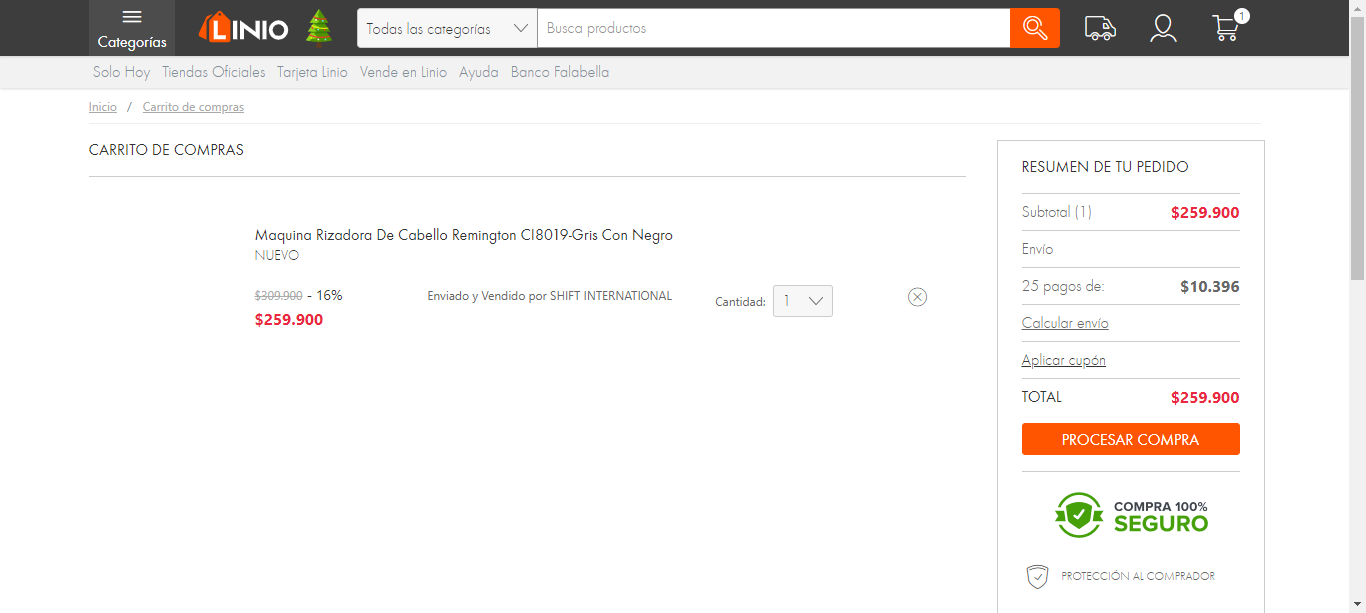 Categorías
LINIO
Todas las categorías
Busca productos
1
Solo Hoy Tiendas Oficiales Tarjeta Linio Vende en Linio Ayuda Banco Falabella
Inicio / Carrito de compras
CARRITO DE COMPRAS
Maquina Rizadora De Cabello Remington CI8019-Gris Con Negro
NUEVO
$309.900 - 16%
$259.900
Enviado y Vendido por SHIFT INTERNATIONAL
Cantidad: 1
RESUMEN DE TU PEDIDO
Subtotal (1) $259.900
Envío
25 pagos de: $10.396
Calcular envío
Aplicar cupón
TOTAL $259.900
PROCESAR COMPRA
COMPRA 100%
SEGURO
PROTECCIÓN AL COMPRADOR